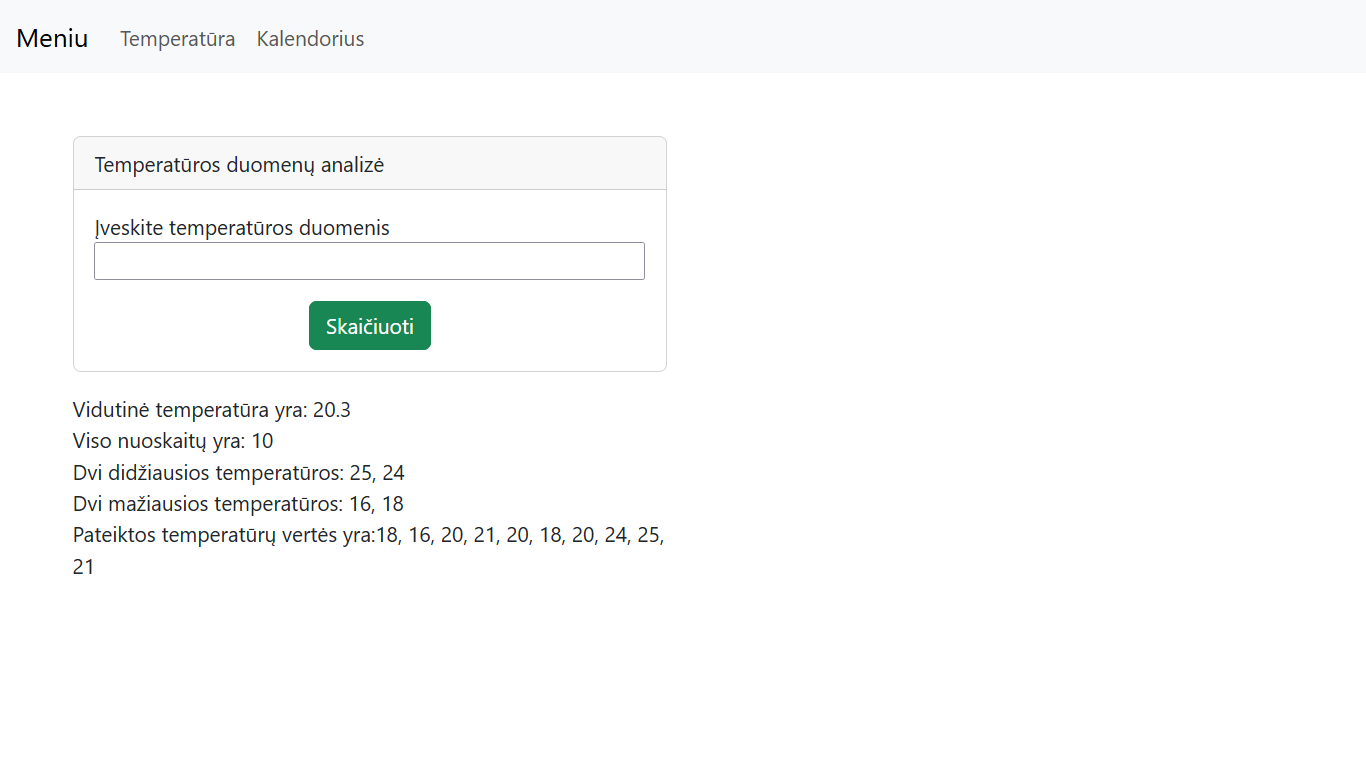 Meniu Temperatūra Kalendorius
Temperatūros duomenų analizė
Įveskite temperatūros duomenis
Skaičiuoti
Vidutinė temperatūra yra: 20.3
Viso nuoskaitų yra: 10
Dvi didžiausios temperatūros: 25, 24
Dvi mažiausios temperatūros: 16, 18
Pateiktos temperatūrų vertės yra:18, 16, 20, 21, 20, 18, 20, 24, 25,
21